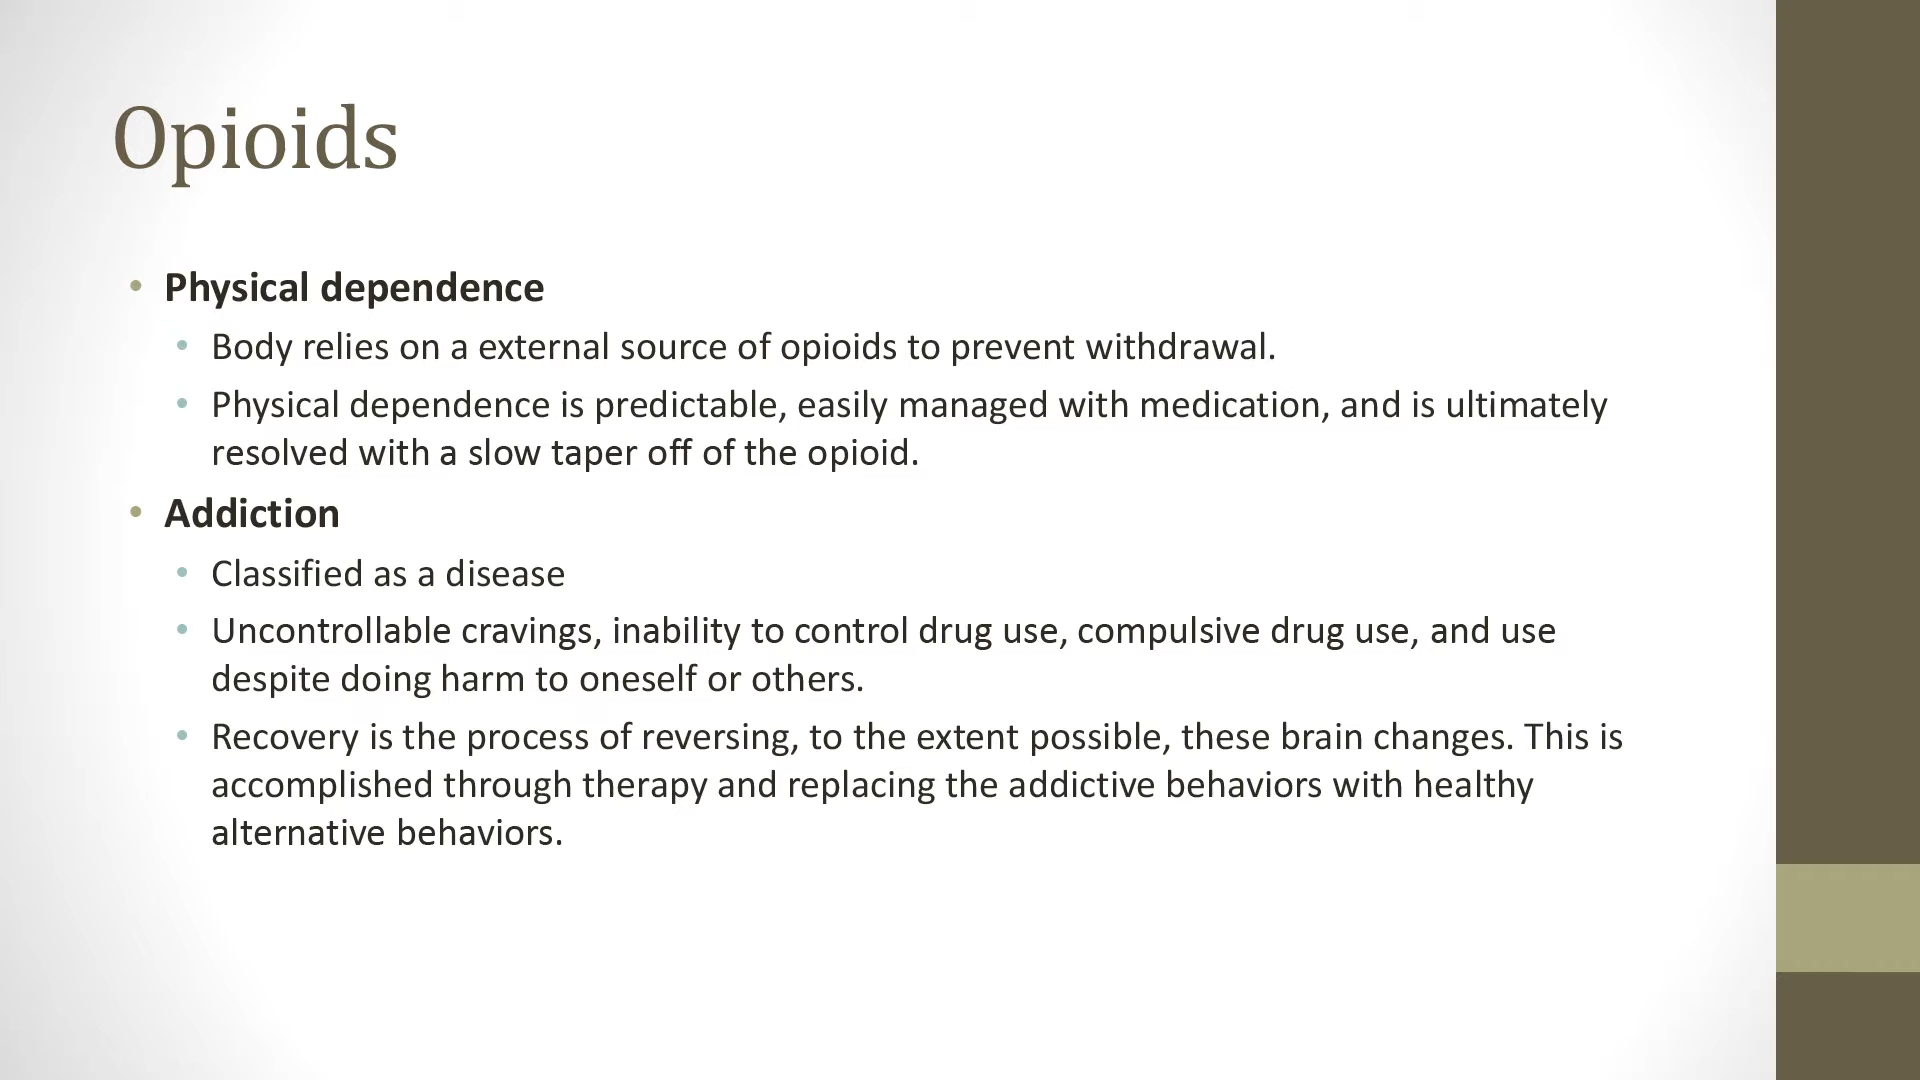 Opioids
• Physical dependence
• Body relies on a external source of opioids to prevent withdrawal.
• Physical dependence is predictable, easily managed with medication, and is ultimately
resolved with a slow taper off of the opioid.
• Addiction
• Classified as a disease
• Uncontrollable cravings, inability to control drug use, compulsive drug use, and use
despite doing harm to oneself or others.
• Recovery is the process of reversing, to the extent possible, these brain changes. This is
accomplished through therapy and replacing the addictive behaviors with healthy
alternative behaviors.